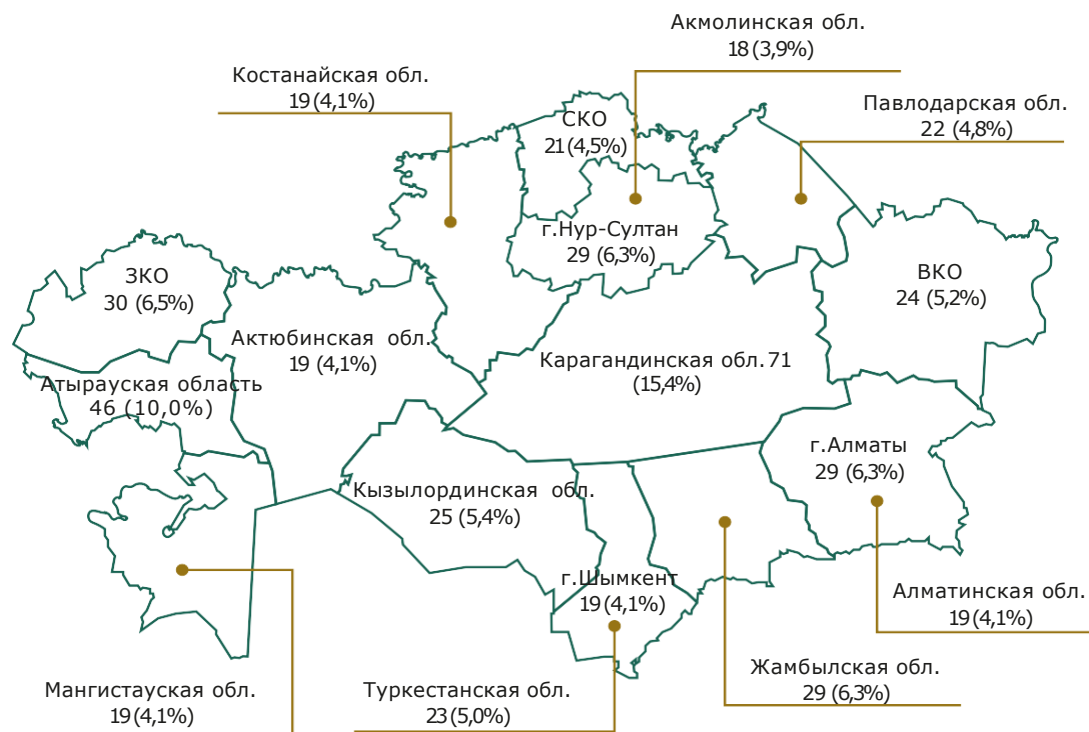 Акмолинская обл.
18 (3,9%)
Костанайская обл.
19 (4,1%)
Павлодарская обл.
22 (4,8%)
СКО
21 (4,5%)
г.Нур-Султан
29 (6,3%)
ЗКО
30 (6,5%)
ВКО
24 (5,2%)
Актюбинская обл.
19 (4,1%)
Карагандинская обл.71
(15,4%)
Атырауская область
46 (10,0%)
г.Алматы
29 (6,3%)
Кызылординская обл.
25 (5,4%)
г.Шымкент
19 (4,1%)
Алматинская обл.
19 (4,1%)
Жамбылская обл.
29 (6,3%)
Мангистауская обл.
19 (4,1%)
Туркестанская обл.
23 (5,0%)